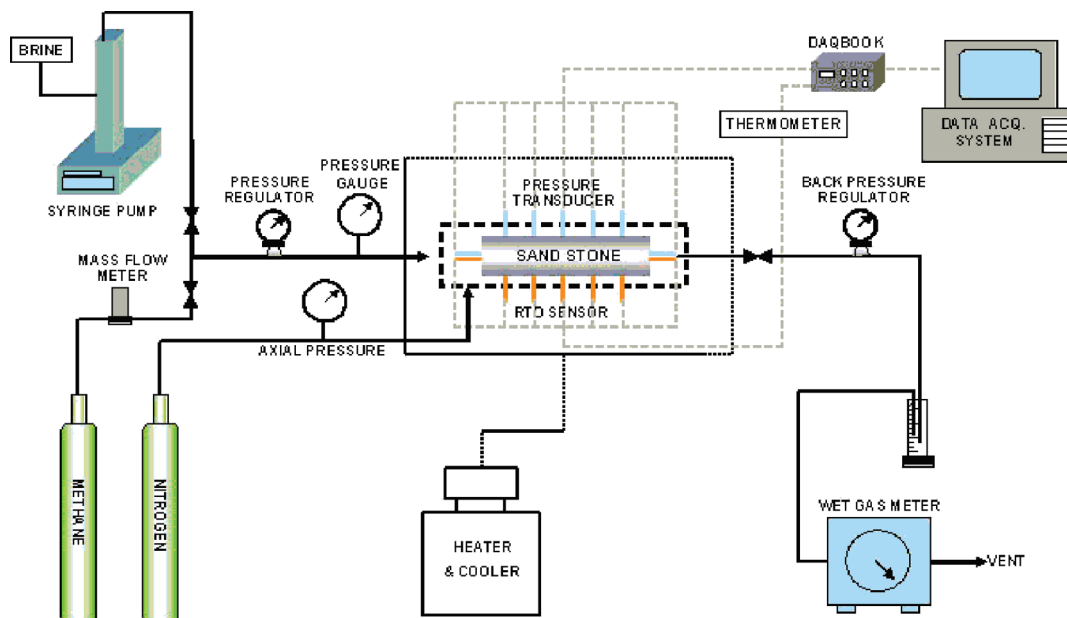 BRINE
SYRINGE PUMP
MASS FLOW
METER
PRESSURE
REGULATOR
PRESSURE
GAUGE
AXIAL PRESSURE
METHANE
NITROGEN
PRESSURE
TRANSDUCER
SAND STONE
RTD SENSOR
HEATER
& COOLER
DAQBOOK
THERMOMETER
DATA ACQ.
SYSTEM
BACK PRESSURE
REGULATOR
WET GAS METER
VENT